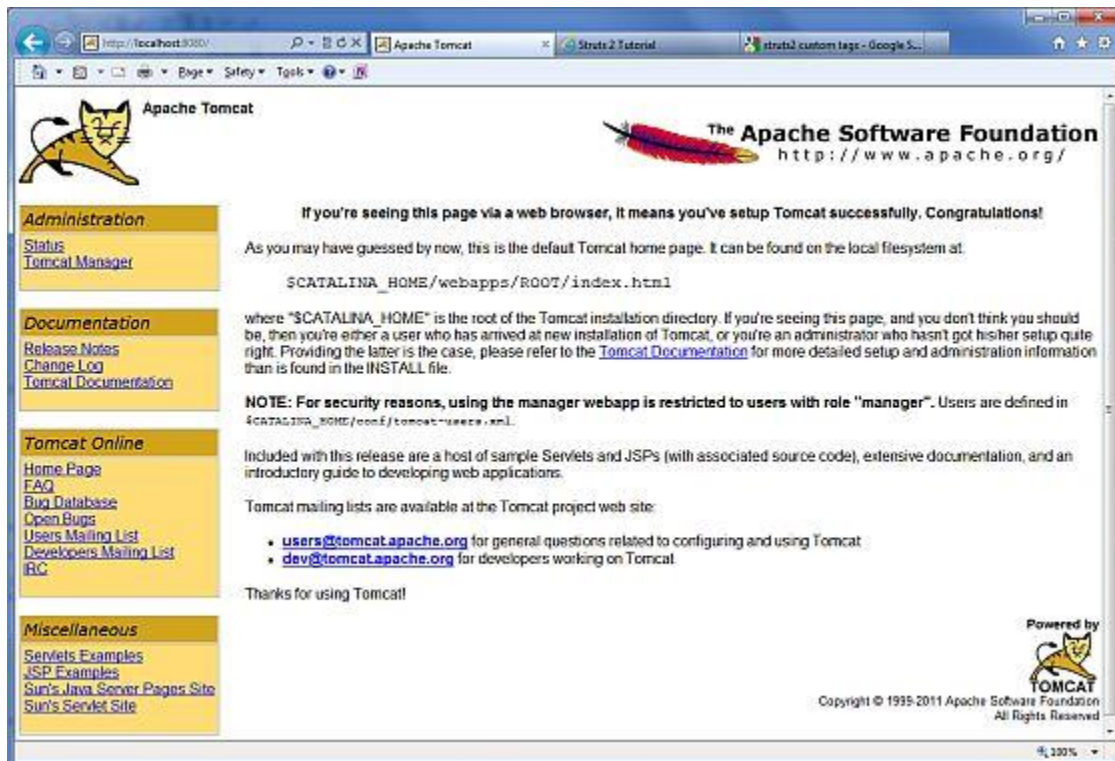 http://localhost:8080/
Apache Tomcat
Struts 2 Tutorial
struts2 custom tags - Google S...
Page
Safety
Tools
Apache Tomcat
The Apache Software Foundation
http://www.apache.org/
Administration
Status
Tomcat Manager
Documentation
Release Notes
Change Log
Tomcat Documentation
Tomcat Online
Home Page
FAQ
Bug Database
Open Bugs
Users Mailing List
Developers Mailing List
IRC
Miscellaneous
Servlets Examples
JSP Examples
Sun's Java Server Pages Site
Sun's Servlet Site
If you're seeing this page via a web browser, it means you've setup Tomcat successfully. Congratulations!
As you may have guessed by now, this is the default Tomcat home page. It can be found on the local filesystem at:
$CATALINA_HOME/webapps/ROOT/index.html
where "$CATALINA_HOME" is the root of the Tomcat installation directory. If you're seeing this page, and you don't think you should
be, then you're either a user who has arrived at new installation of Tomcat, or you're an administrator who hasn't got his/her setup quite
right. Providing the latter is the case, please refer to the Tomcat Documentation for more detailed setup and administration information
than is found in the INSTALL file.
NOTE: For security reasons, using the manager webapp is restricted to users with role "manager". Users are defined in
$CATALINA_HOME/conf/tomcat-users.xml.
Included with this release are a host of sample Servlets and JSPs (with associated source code), extensive documentation, and an
introductory guide to developing web applications.
Tomcat mailing lists are available at the Tomcat project web site:
users@tomcat.apache.org for general questions related to configuring and using Tomcat
dev@tomcat.apache.org for developers working on Tomcat
Thanks for using Tomcat!
Powered by
TOMCAT
Copyright © 1999-2011 Apache Software Foundation
All Rights Reserved
100%